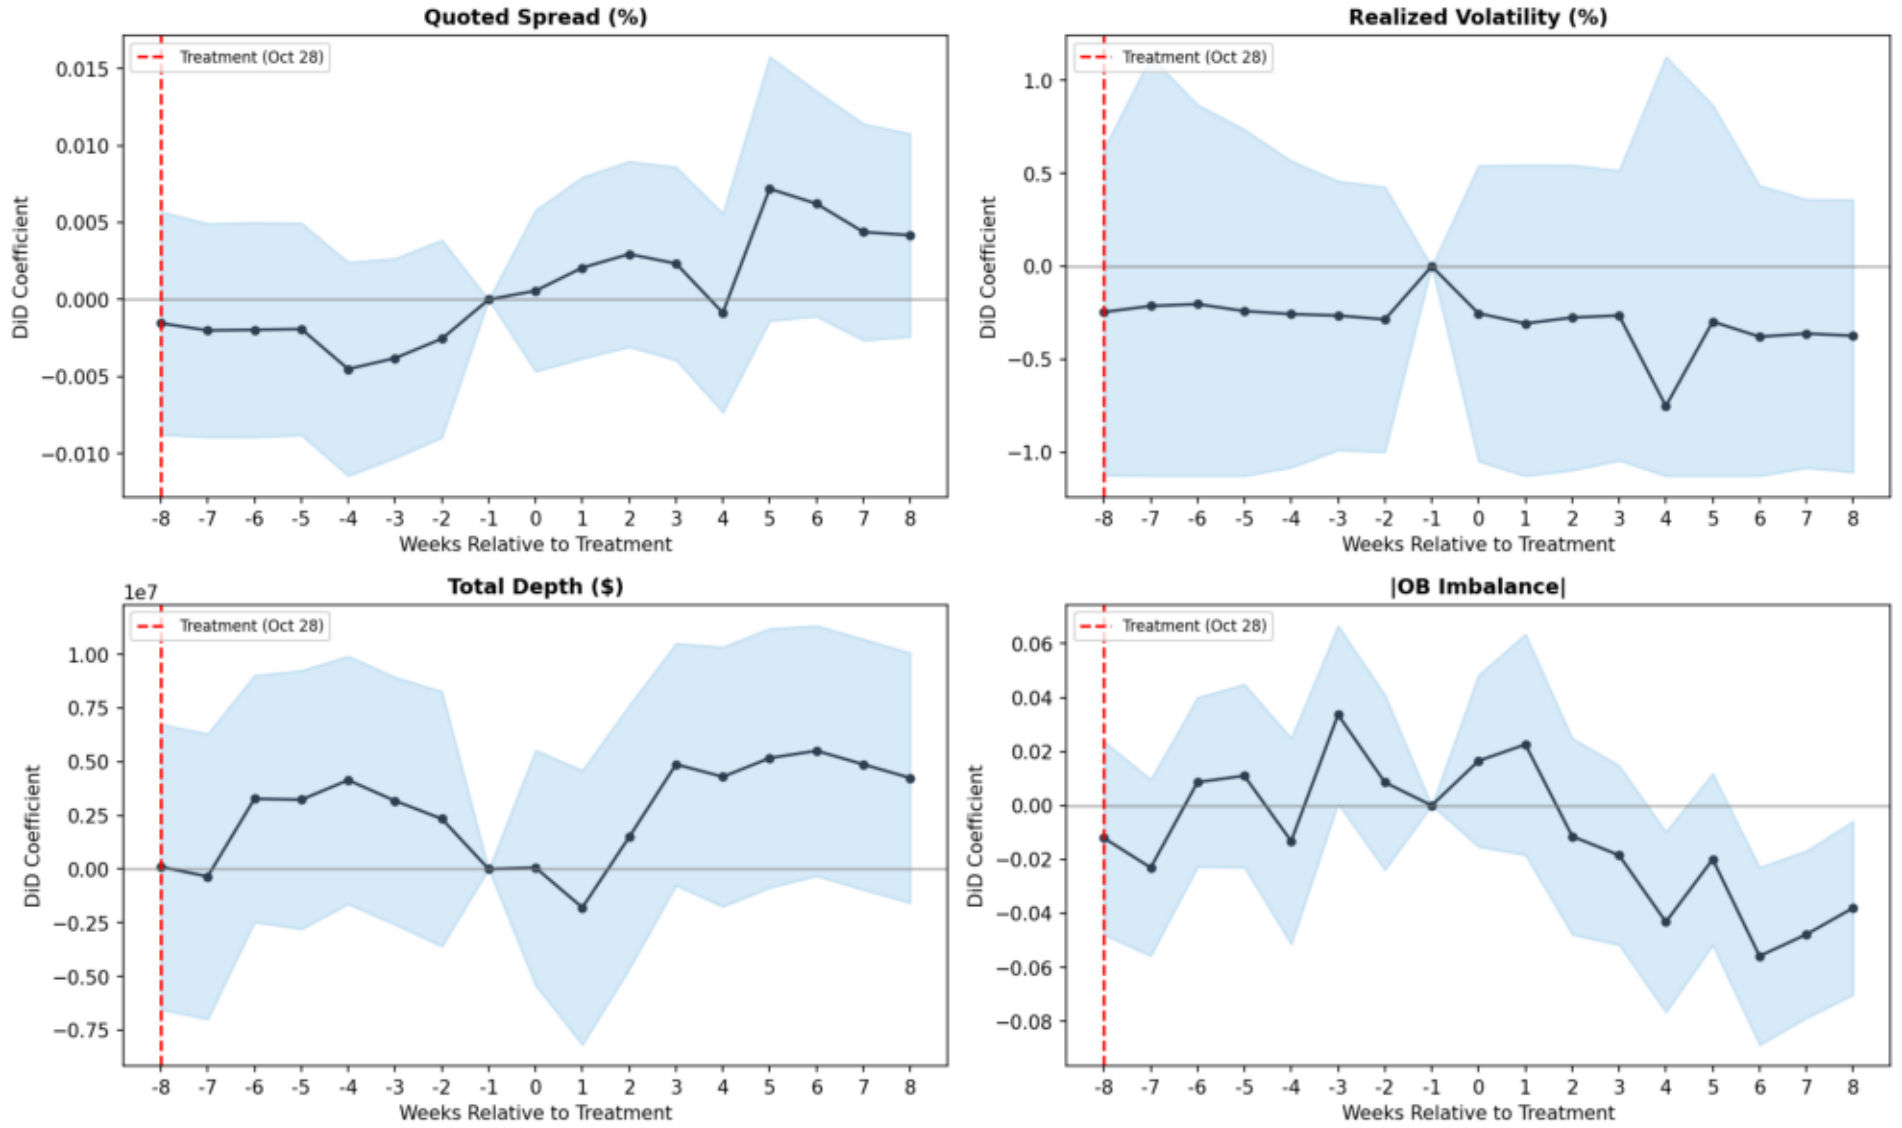 Quoted Spread (%)
Treatment (Oct 28)
DiD Coefficient
0.015
0.010
0.005
0.000
−0.005
−0.010
-8 -7 -6 -5 -4 -3 -2 -1 0 1 2 3 4 5 6 7 8
Weeks Relative to Treatment
Realized Volatility (%)
Treatment (Oct 28)
DiD Coefficient
1.0
0.5
0.0
−0.5
−1.0
-8 -7 -6 -5 -4 -3 -2 -1 0 1 2 3 4 5 6 7 8
Weeks Relative to Treatment
Total Depth ($)
1e7
Treatment (Oct 28)
DiD Coefficient
1.00
0.75
0.50
0.25
0.00
−0.25
−0.50
−0.75
-8 -7 -6 -5 -4 -3 -2 -1 0 1 2 3 4 5 6 7 8
Weeks Relative to Treatment
|OB Imbalance|
Treatment (Oct 28)
DiD Coefficient
0.06
0.04
0.02
0.00
−0.02
−0.04
−0.06
−0.08
-8 -7 -6 -5 -4 -3 -2 -1 0 1 2 3 4 5 6 7 8
Weeks Relative to Treatment